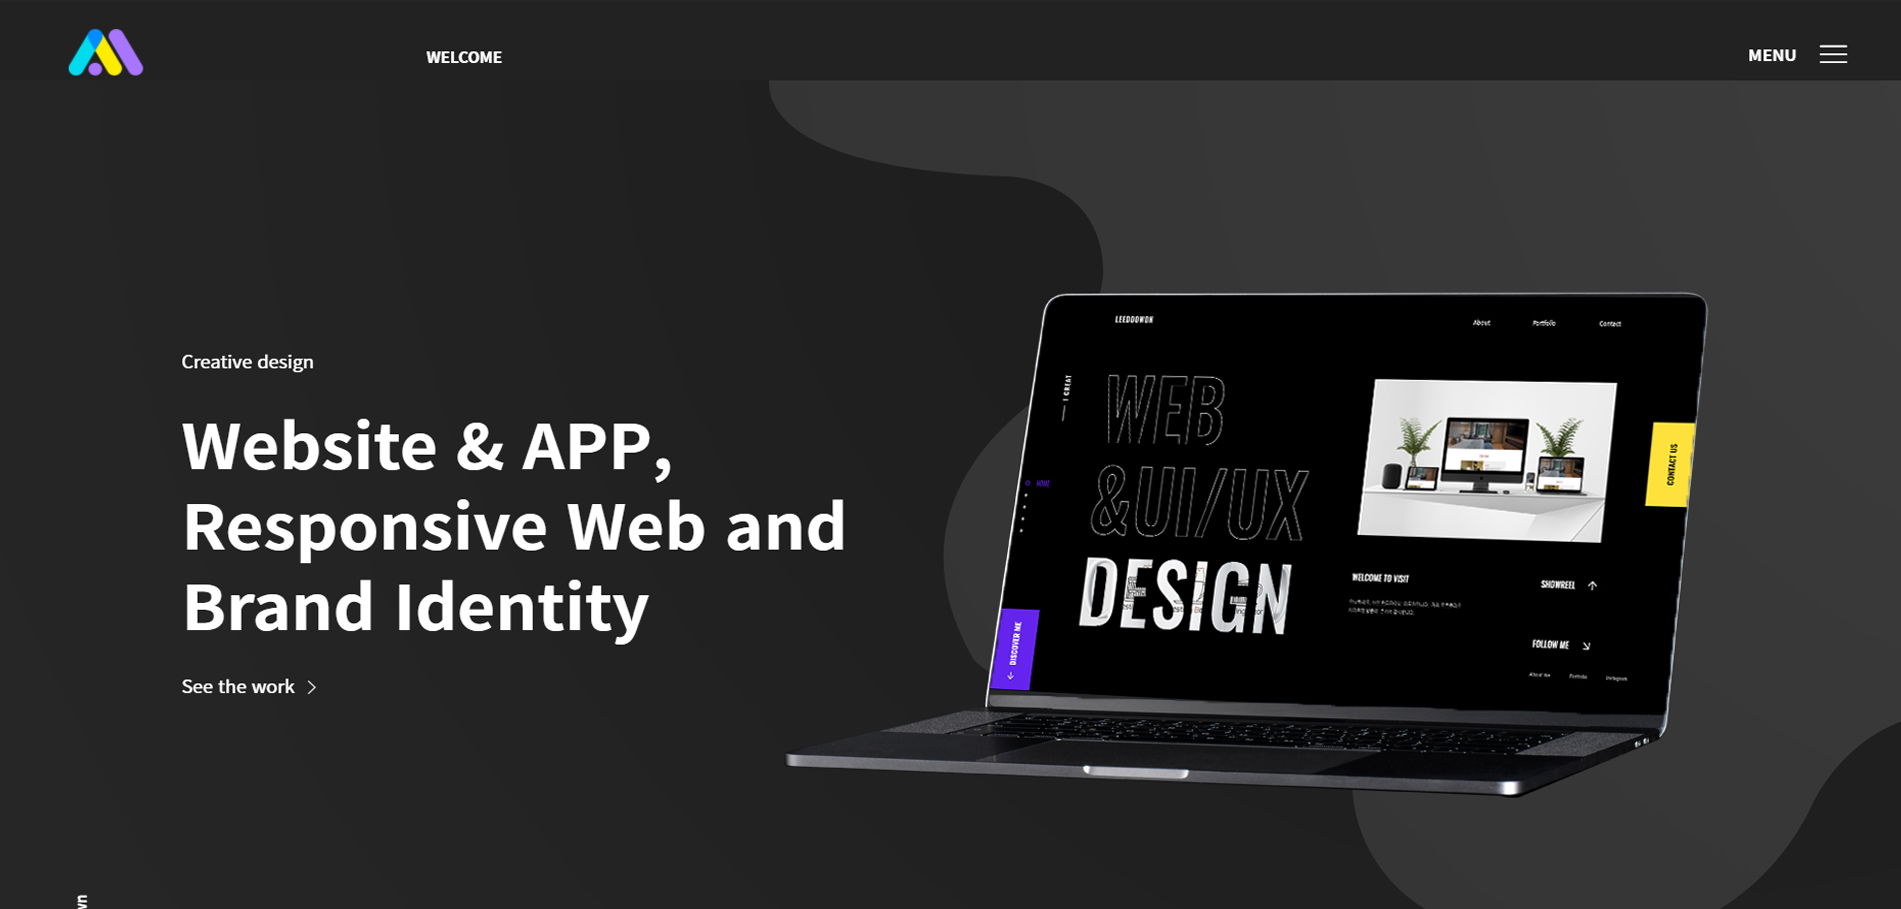 WELCOME
MENU
Creative design
Website & APP,
Responsive Web and
Brand Identity
See the work
LEEDOOWON
About
Portfolio
Contact
I CREAT
WEB
&UI/UX
DESIGN
HOME
DISCOVER ME
CONTACT US
WELCOME TO VISIT
SHOWREEL
FOLLOW ME
About me
Portfolio
Instagram
wn